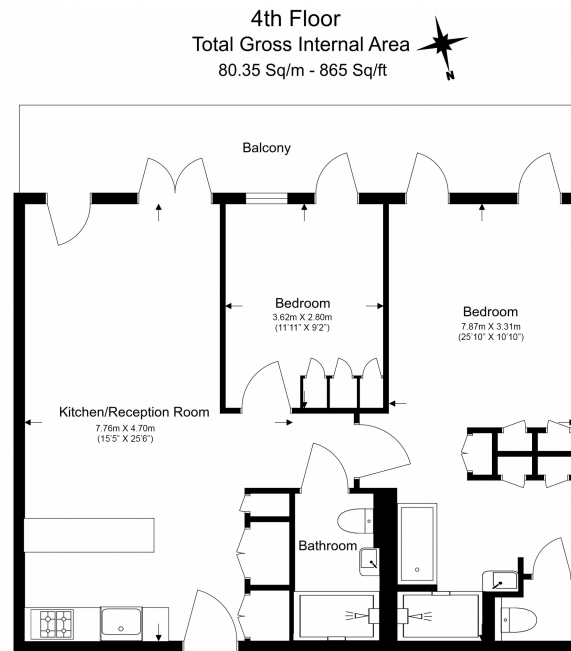 4th Floor
Total Gross Internal Area
80.35 Sq/m - 865 Sq/ft
N
Balcony
Bedroom
3.62m X 2.80m
(11'11" X 9'2")
Bedroom
7.87m X 3.31m
(25'10" X 10'10")
Kitchen/Reception Room
7.76m X 4.70m
(15'5" X 25'6")
Bathroom